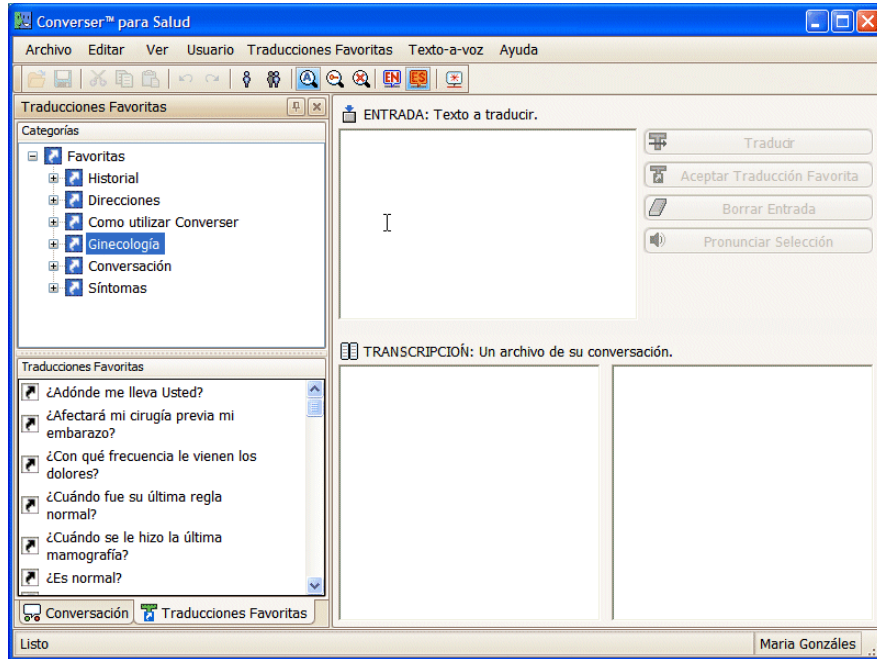 Converser™ para Salud
Archivo Editar Ver Usuario Traducciones Favoritas Texto-a-voz Ayuda
EN ES
Traducciones Favoritas
Categorías
Favoritas
Historial
Direcciones
Como utilizar Converser
Ginecología
Conversación
Síntomas
Traducciones Favoritas
¿Adónde me lleva Usted?
¿Afectará mi cirugía previa mi
embarazo?
¿Con qué frecuencia le vienen los
dolores?
¿Cuándo fue su última regla
normal?
¿Cuándo se le hizo la última
mamografía?
¿Es normal?
Conversación Traducciones Favoritas
ENTRADA: Texto a traducir.
Traducir
Aceptar Traducción Favorita
Borrar Entrada
Pronunciar Selección
TRANSCRIPCIOŃ: Un archivo de su conversación.
Listo
Maria Gonzáles